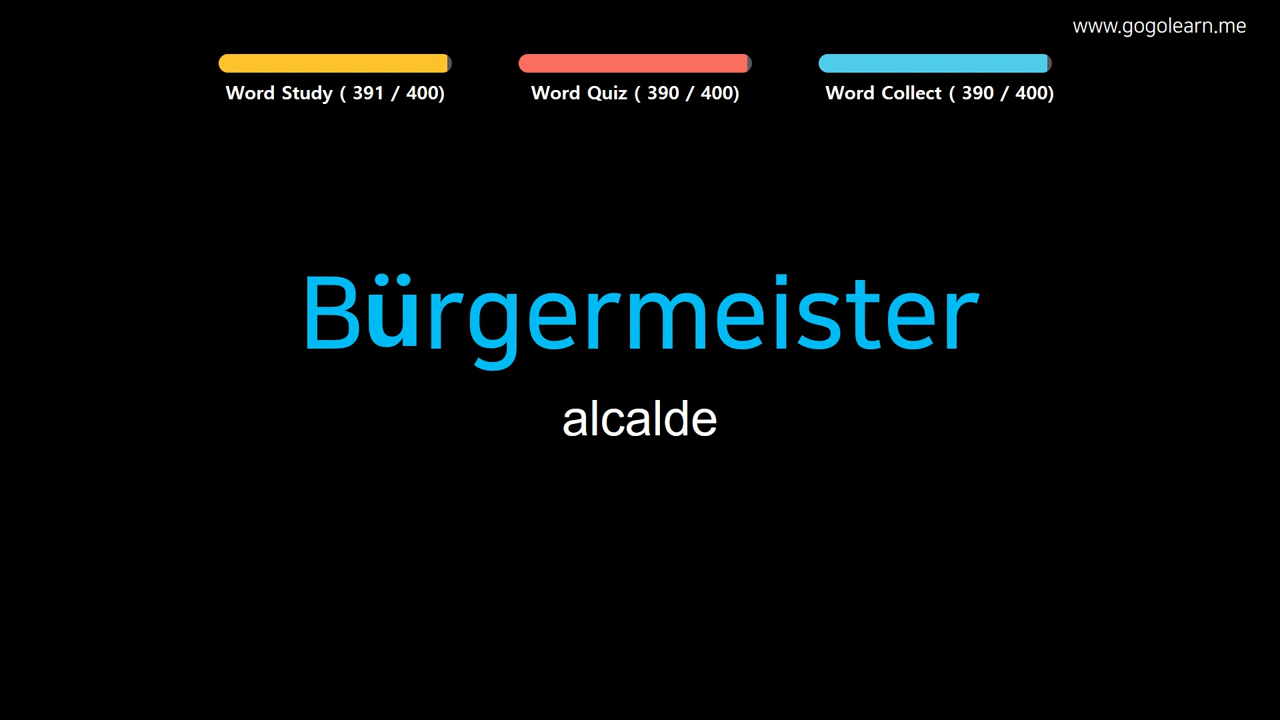 www.gogolearn.me
Word Study ( 391 / 400)
Word Quiz ( 390 / 400)
Word Collect ( 390 / 400)
Bürgermeister
alcalde